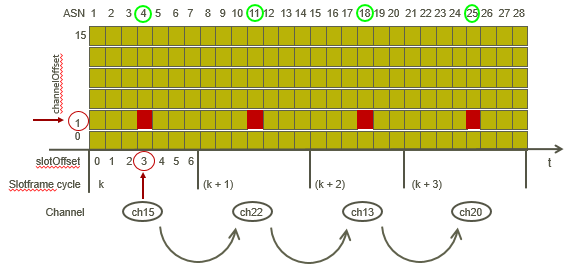 ASN 1 2 3 4 5 6 7 8 9 10 11 12 13 14 15 16 17 18 19 20 21 22 23 24 25 26 27 28
15
channelOffset
1
0
slotOffset 0 1 2 3 4 5 6 t
Slotframe cycle k (k + 1) (k + 2) (k + 3)
Channel ch15 ch22 ch13 ch20